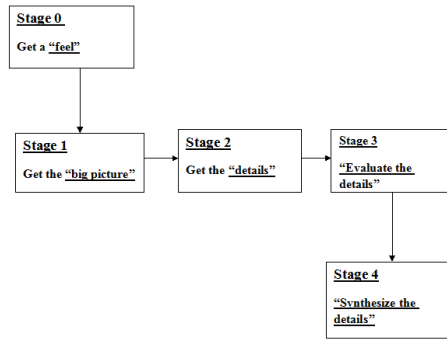 Stage 0
Get a “feel”
Stage 1
Get the “big picture”
Stage 2
Get the “details”
Stage 3
“Evaluate the
details”
Stage 4
“Synthesize the
details”